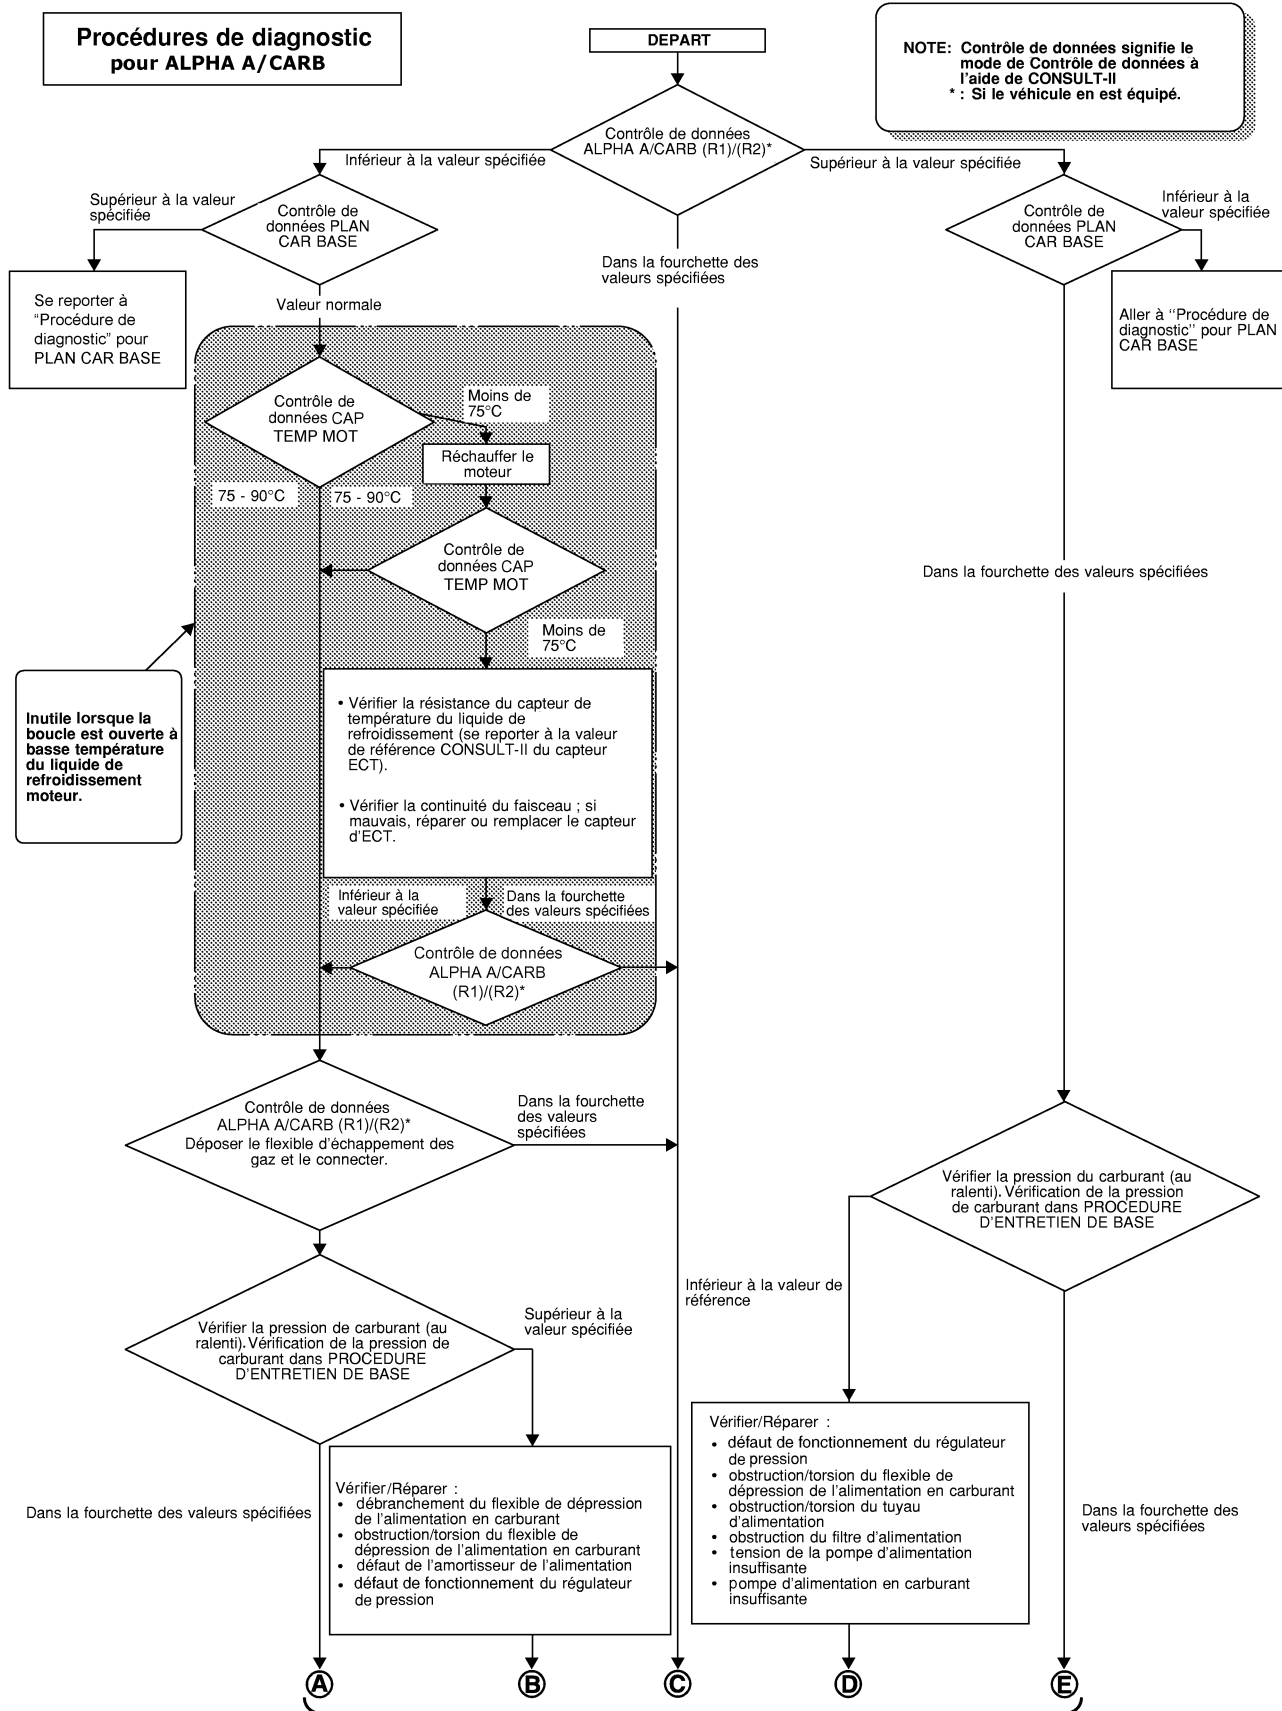 Procédures de diagnostic
pour ALPHA A/CARB
DEPART
NOTE: Contrôle de données signifie le
mode de Contrôle de données à
l'aide de CONSULT-II
* : Si le véhicule en est équipé.
Contrôle de données
ALPHA A/CARB (R1)/(R2)*
Inférieur à la valeur spécifiée
Supérieur à la valeur spécifiée
Supérieur à la valeur
spécifiée
Contrôle de
données PLAN
CAR BASE
Contrôle de
données PLAN
CAR BASE
Inférieur à la
valeur spécifiée
Dans la fourchette des
valeurs spécifiées
Se reporter à
“Procédure de
diagnostic” pour
PLAN CAR BASE
Valeur normale
Aller à ''Procédure de
diagnostic'' pour PLAN
CAR BASE
Contrôle de
données CAP
TEMP MOT
Moins de
75°C
Réchauffer le
moteur
75 - 90°C
75 - 90°C
Contrôle de
données CAP
TEMP MOT
Dans la fourchette des valeurs spécifiées
Moins de
75°C
Inutile lorsque la
boucle est ouverte à
basse température
du liquide de
refroidissement
moteur.
• Vérifier la résistance du capteur de
température du liquide de
refroidissement (se reporter à la valeur
de référence CONSULT-II du capteur
ECT).
• Vérifier la continuité du faisceau ; si
mauvais, réparer ou remplacer le capteur
d'ECT.
Inférieur à la
valeur spécifiée
Dans la fourchette
des valeurs spécifiées
Contrôle de données
ALPHA A/CARB
(R1)/(R2)*
Contrôle de données
ALPHA A/CARB (R1)/(R2)*
Déposer le flexible d'échappement des
gaz et le connecter.
Dans la fourchette
des valeurs
spécifiées
Vérifier la pression du carburant (au
ralenti). Vérification de la pression
de carburant dans PROCEDURE
D'ENTRETIEN DE BASE
Inférieur à la valeur de
référence
Vérifier la pression de carburant (au
ralenti). Vérification de la pression de
carburant dans PROCEDURE
D'ENTRETIEN DE BASE
Supérieur à la
valeur spécifiée
Dans la fourchette des valeurs spécifiées
Vérifier/Réparer :
• débranchement du flexible de dépression
de l'alimentation en carburant
• obstruction/torsion du flexible de
dépression de l'alimentation en carburant
• défaut de l'amortisseur de l'alimentation
• défaut de fonctionnement du régulateur
de pression
Vérifier/Réparer :
• défaut de fonctionnement du régulateur
de pression
• obstruction/torsion du flexible de
dépression de l'alimentation en carburant
• obstruction/torsion du tuyau
d'alimentation
• obstruction du filtre d'alimentation
• tension de la pompe d'alimentation
insuffisante
• pompe d'alimentation en carburant
insuffisante
Dans la fourchette des
valeurs spécifiées
A
B
C
D
E